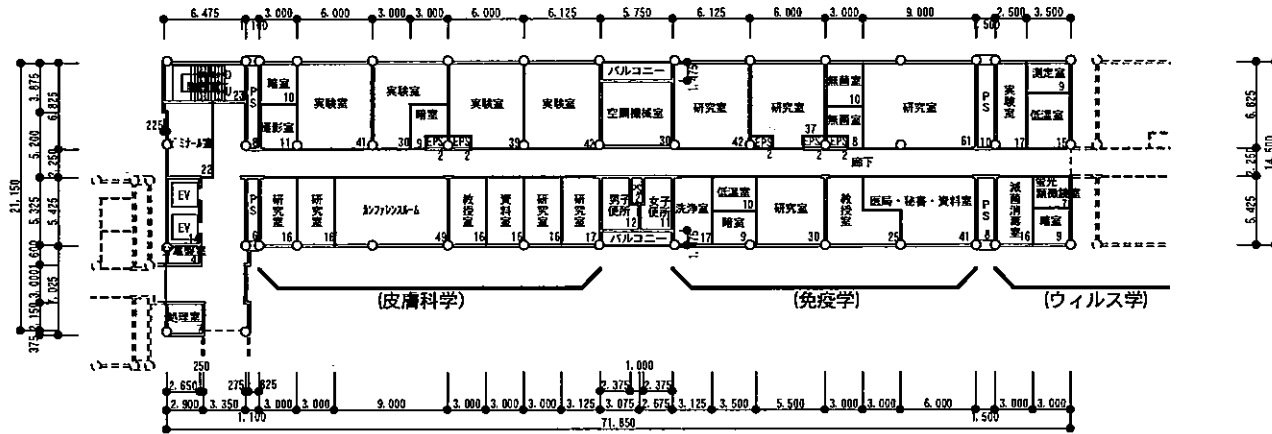 6.475 3.000 6.000 3.000 3.000 6.000 6.125 5.750 6.125 6.000 3.000 9.000 2.500 3.500
1.500
バルコニー
暗室 10
撮影室 11
PS 8
実験室 41
実験室 30
暗室 9
EPS 2
EPS 2
実験室 39
実験室 42
空調機械室 30
1.475
研究室 42
研究室 37
EPS 2
EPS 2
EPS 2
無菌室 10
無菌室 8
研究室 61
PS 10
実験室 17
測定室 9
低温室 15
23
22
廊下
EV
EV
PS 6
研究室 16
研究室 16
カンファレンスルーム 49
教授室 16
資料室 16
研究室 16
研究室 17
男子便所 12
女子便所 11
バルコニー
洗浄室 17
低温室 10
暗室 9
研究室 30
教授室
医局・秘書・資料室 41
25
PS 8
滅菌消毒室 16
7
暗室 9
1.475
処理室 7
(皮膚科学)
(免疫学)
(ウィルス学)
21.150
3.875
6.825
5.200
2.250
5.325
5.425
3.000
7.025
2.150
375
225
6.825
2.250
5.425
14.500
250
1.000
2.650 275 825 2.375 2.375
2.900 3.350 3.000 3.000 9.000 3.000 3.000 3.000 3.125 3.075 2.675 3.125 3.500 5.500 3.000 3.000 6.000 3.000 3.000
1.100 1.500
71.850